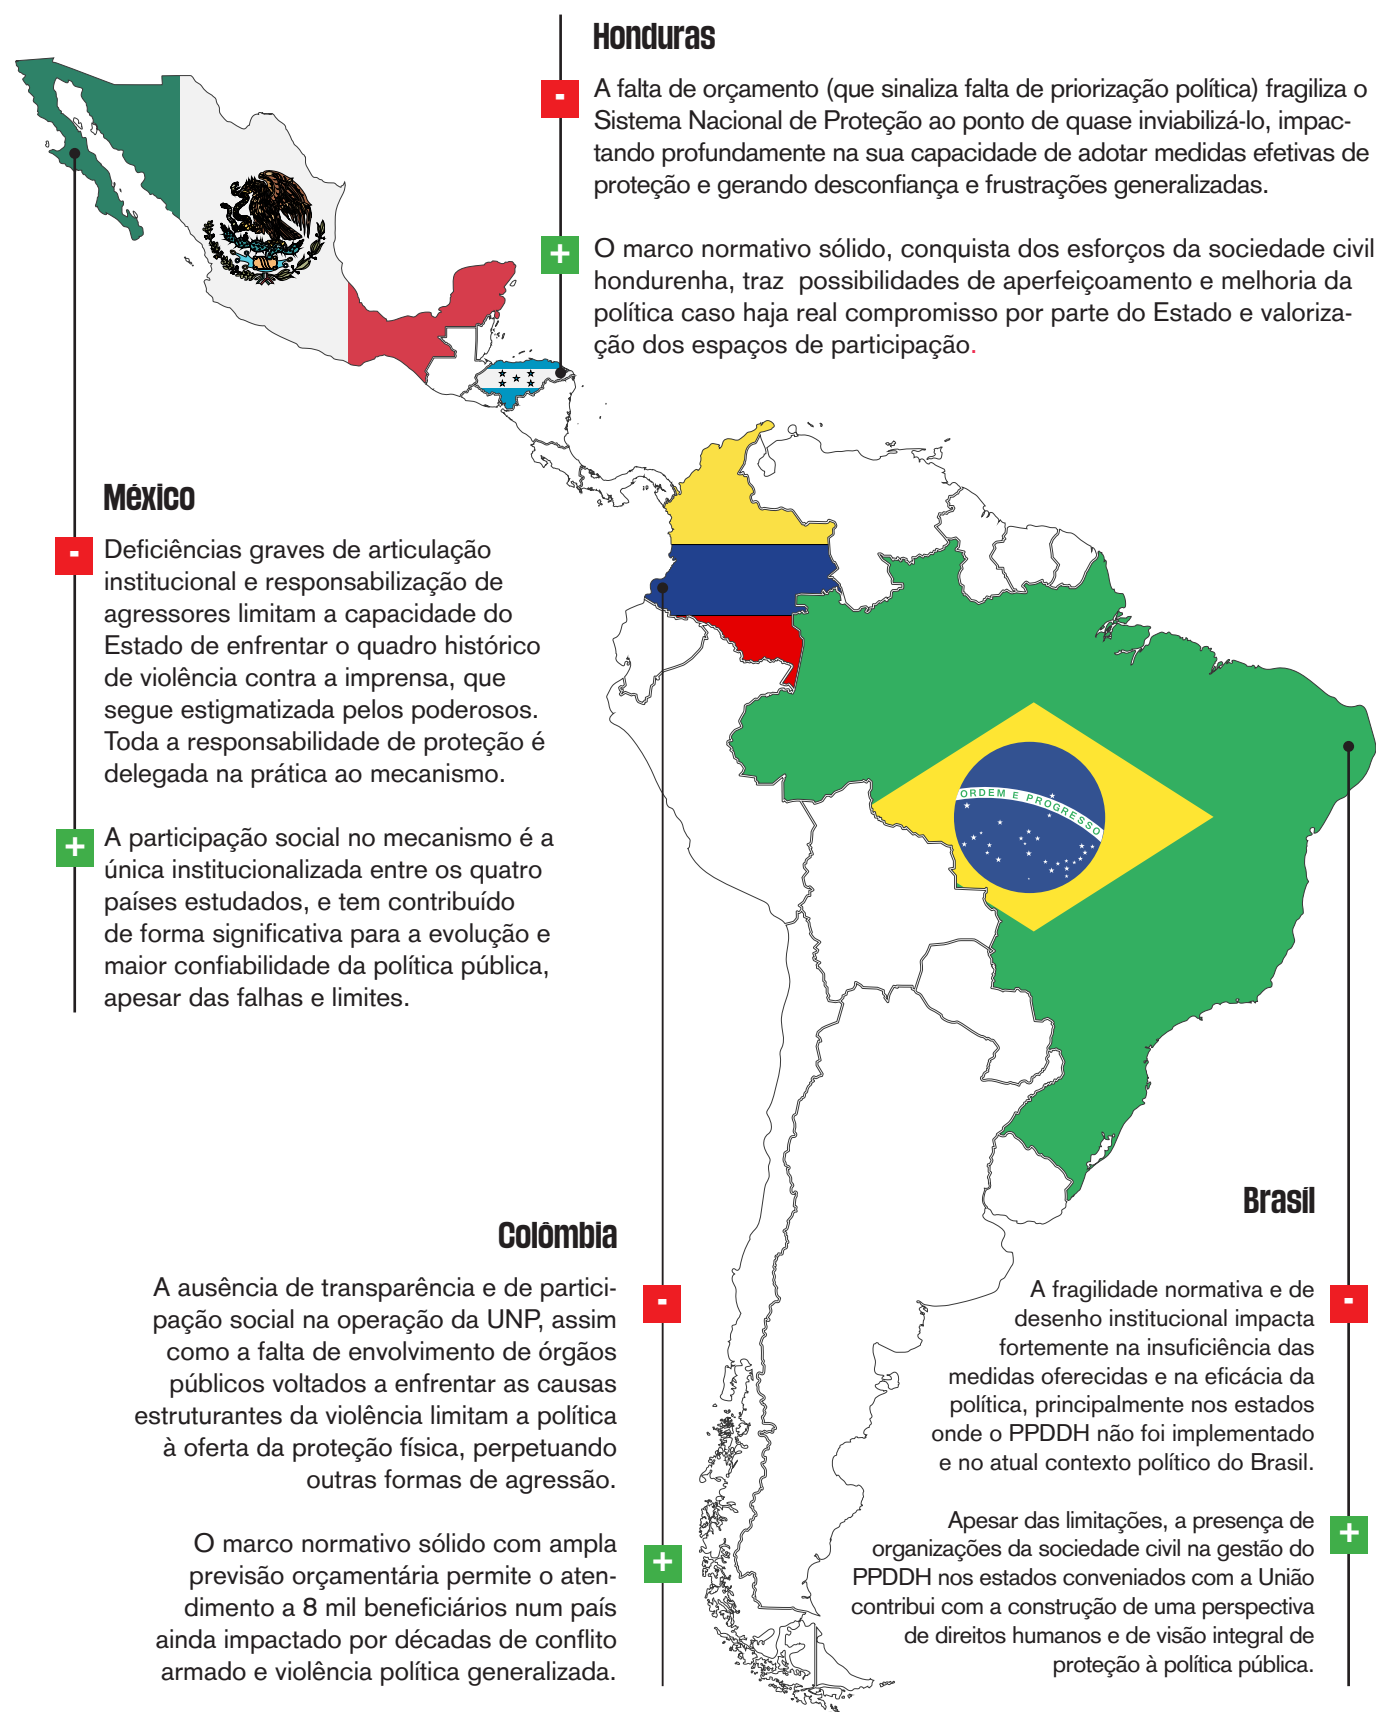 Honduras
-
A falta de orçamento (que sinaliza falta de priorização política) fragiliza o
Sistema Nacional de Proteção ao ponto de quase inviabilizá-lo, impac-
tando profundamente na sua capacidade de adotar medidas efetivas de
proteção e gerando desconfiança e frustrações generalizadas.
+
O marco normativo sólido, conquista dos esforços da sociedade civil
hondurenha, traz possibilidades de aperfeiçoamento e melhoria da
política caso haja real compromisso por parte do Estado e valoriza-
ção dos espaços de participação.
México
-
Deficiências graves de articulação
institucional e responsabilização de
agressores limitam a capacidade do
Estado de enfrentar o quadro histórico
de violência contra a imprensa, que
segue estigmatizada pelos poderosos.
Toda a responsabilidade de proteção é
delegada na prática ao mecanismo.
+
A participação social no mecanismo é a
única institucionalizada entre os quatro
países estudados, e tem contribuído
de forma significativa para a evolução e
maior confiabilidade da política pública,
apesar das falhas e limites.
ORDEM E PROGRESSO
Colômbia
-
A ausência de transparência e de partici-
pação social na operação da UNP, assim
como a falta de envolvimento de órgãos
públicos voltados a enfrentar as causas
estruturantes da violência limitam a política
à oferta da proteção física, perpetuando
outras formas de agressão.
+
O marco normativo sólido com ampla
previsão orçamentária permite o aten-
dimento a 8 mil beneficiários num país
ainda impactado por décadas de conflito
armado e violência política generalizada.
Brasil
-
A fragilidade normativa e de
desenho institucional impacta
fortemente na insuficiência das
medidas oferecidas e na eficácia da
política, principalmente nos estados
onde o PPDDH não foi implementado
e no atual contexto político do Brasil.
+
Apesar das limitações, a presença de
organizações da sociedade civil na gestão do
PPDDH nos estados conveniados com a União
contribui com a construção de uma perspectiva
de direitos humanos e de visão integral de
proteção à política pública.